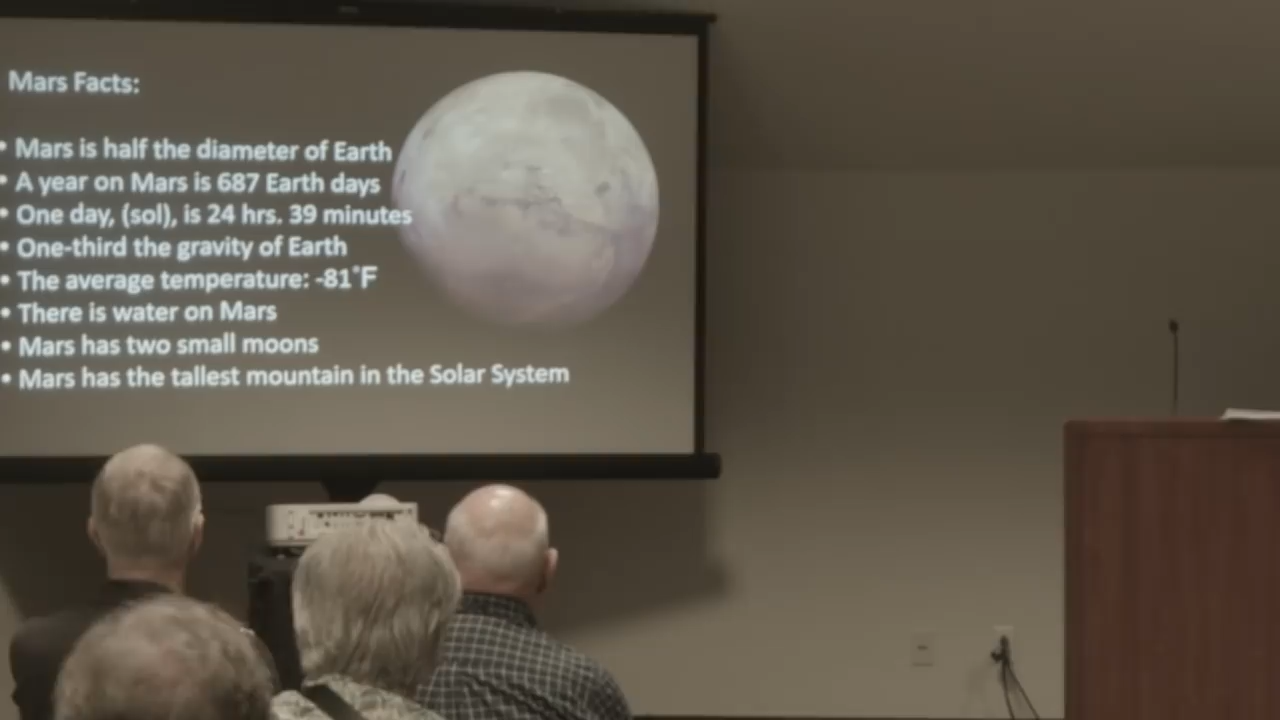 Mars Facts:
• Mars is half the diameter of Earth
• A year on Mars is 687 Earth days
• One day, (sol), is 24 hrs. 39 minutes
• One-third the gravity of Earth
• The average temperature: -81˚F
• There is water on Mars
• Mars has two small moons
• Mars has the tallest mountain in the Solar System